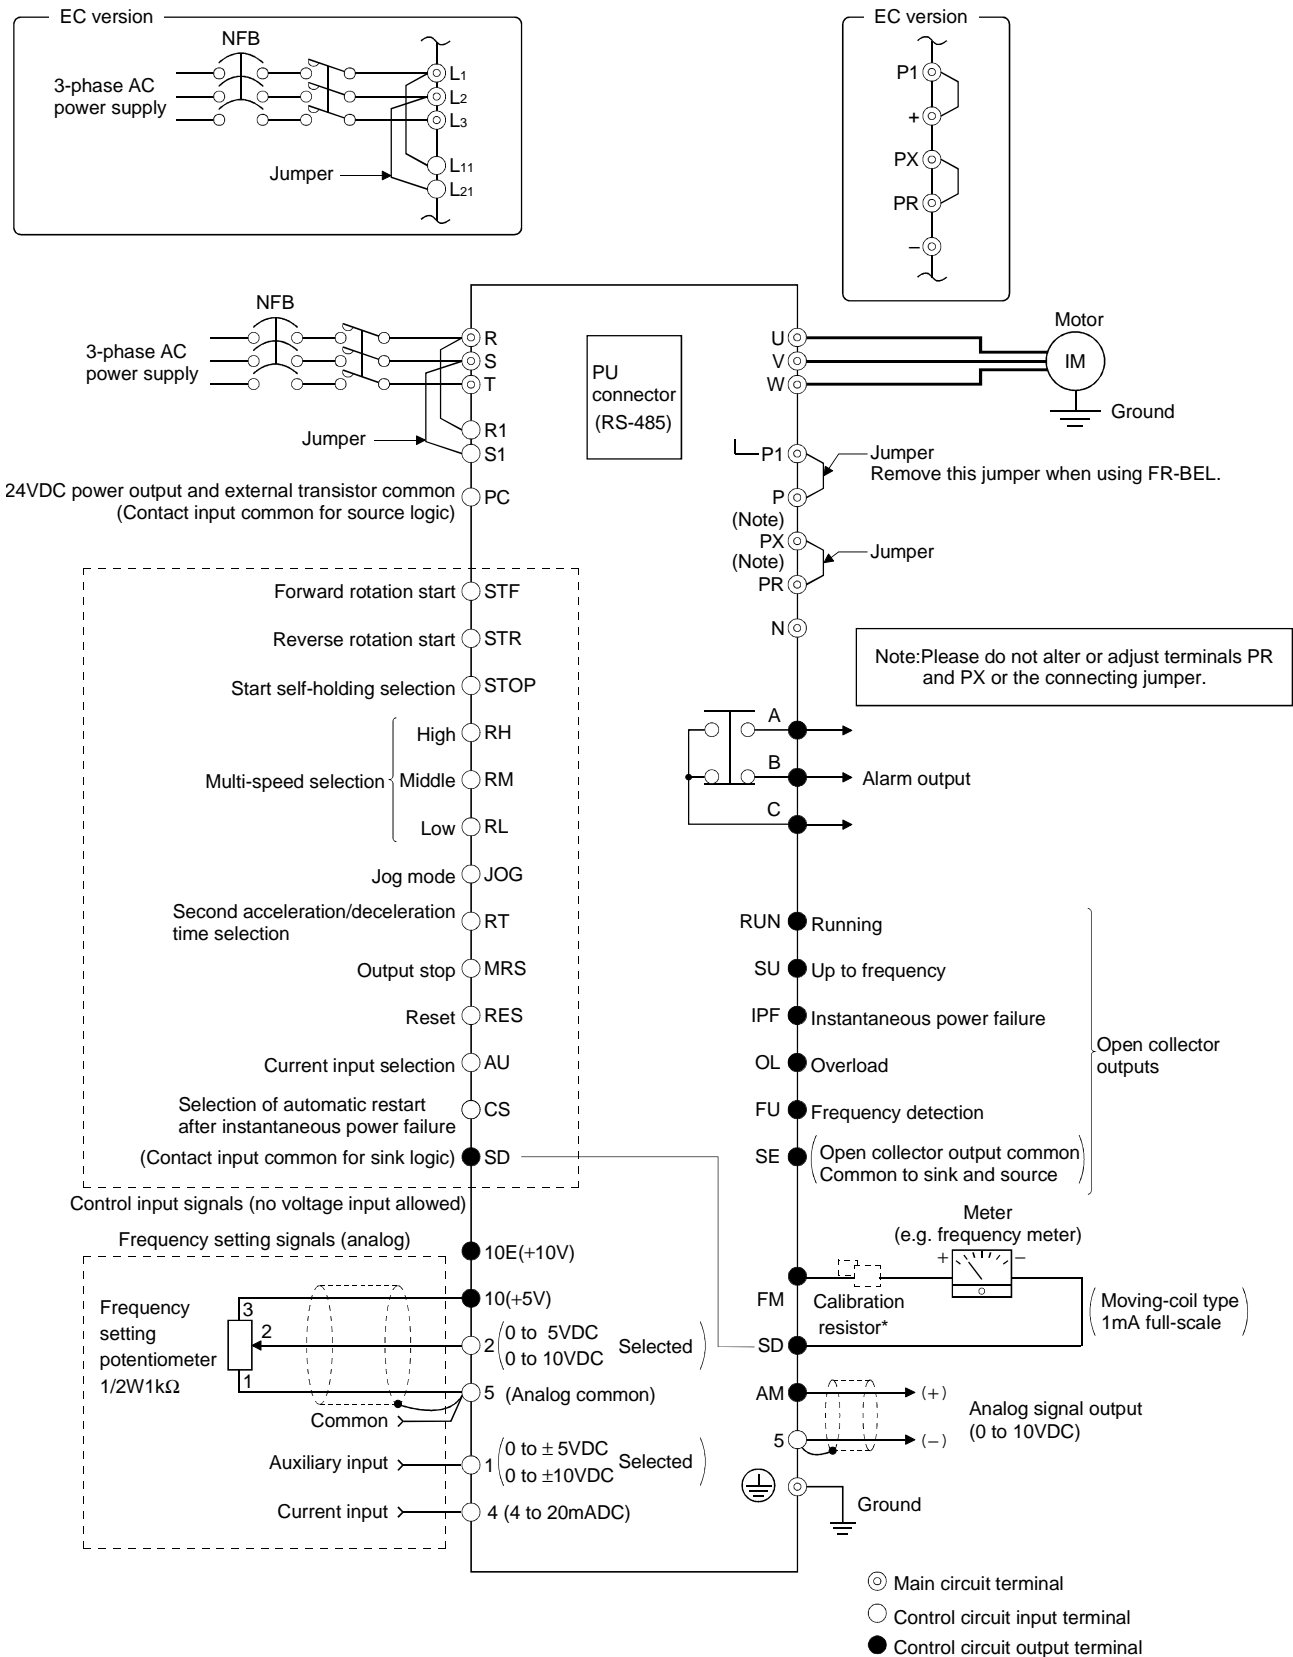 EC version
NFB
3-phase AC
power supply
L1
L2
L3
L11
L21
Jumper
EC version
P1
+
PX
PR
−
NFB
3-phase AC
power supply
R
S
T
R1
S1
Jumper
PU
connector
(RS-485)
U
V
W
Motor
IM
Ground
24VDC power output and external transistor common
(Contact input common for source logic)
PC
P1
Jumper
Remove this jumper when using FR-BEL.
P
(Note)
PX
(Note)
PR
Jumper
N
Note:Please do not alter or adjust terminals PR
and PX or the connecting jumper.
Forward rotation start
STF
Reverse rotation start
STR
Start self-holding selection
STOP
Multi-speed selection
High
RH
Middle
RM
Low
RL
Jog mode
JOG
Second acceleration/deceleration
time selection
RT
Output stop
MRS
Reset
RES
Current input selection
AU
Selection of automatic restart
after instantaneous power failure
CS
(Contact input common for sink logic)
SD
Control input signals (no voltage input allowed)
A
B
C
Alarm output
RUN
Running
SU
Up to frequency
IPF
Instantaneous power failure
OL
Overload
FU
Frequency detection
SE
(Open collector output common
Common to sink and source)
Open collector
outputs
Frequency setting signals (analog)
10E(+10V)
10(+5V)
Frequency
setting
potentiometer
1/2W1kΩ
3
2
1
2
(0 to 5VDC
0 to 10VDC
Selected)
5 (Analog common)
Common
Auxiliary input
1
(0 to ± 5VDC
0 to ±10VDC
Selected)
Current input
4 (4 to 20mADC)
Meter
(e.g. frequency meter)
+
−
FM
Calibration
resistor*
(Moving-coil type
1mA full-scale)
SD
AM
(+)
5
(−)
Analog signal output
(0 to 10VDC)
Ground
Main circuit terminal
Control circuit input terminal
Control circuit output terminal